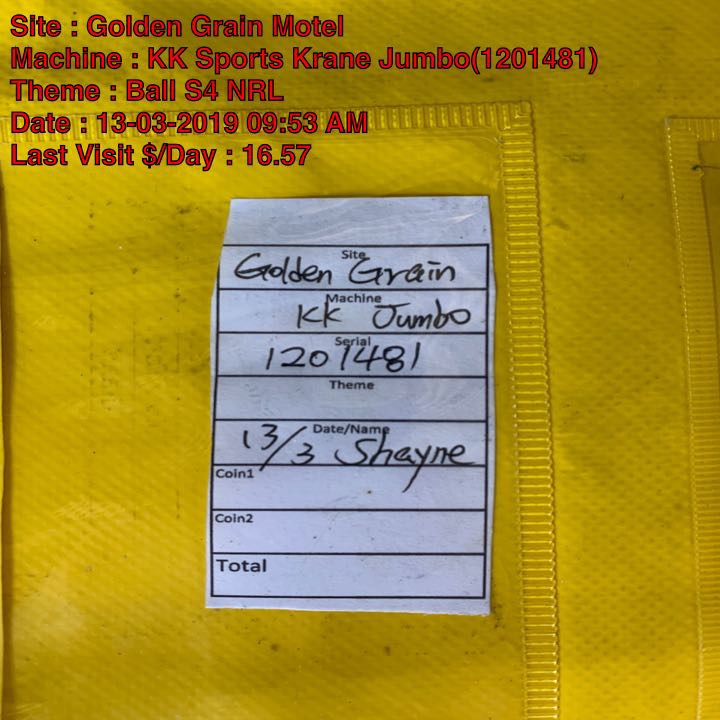 Site : Golden Grain Motel
Machine : KK Sports Krane Jumbo(1201481)
Theme : Ball S4 NRL
Date : 13-03-2019 09:53 AM
Last Visit $/Day : 16.57
Site
Golden Grain
Machine
KK Jumbo
Serial
1201481
Theme
Date/Name
13/3 Shayne
Coin1
Coin2
Total